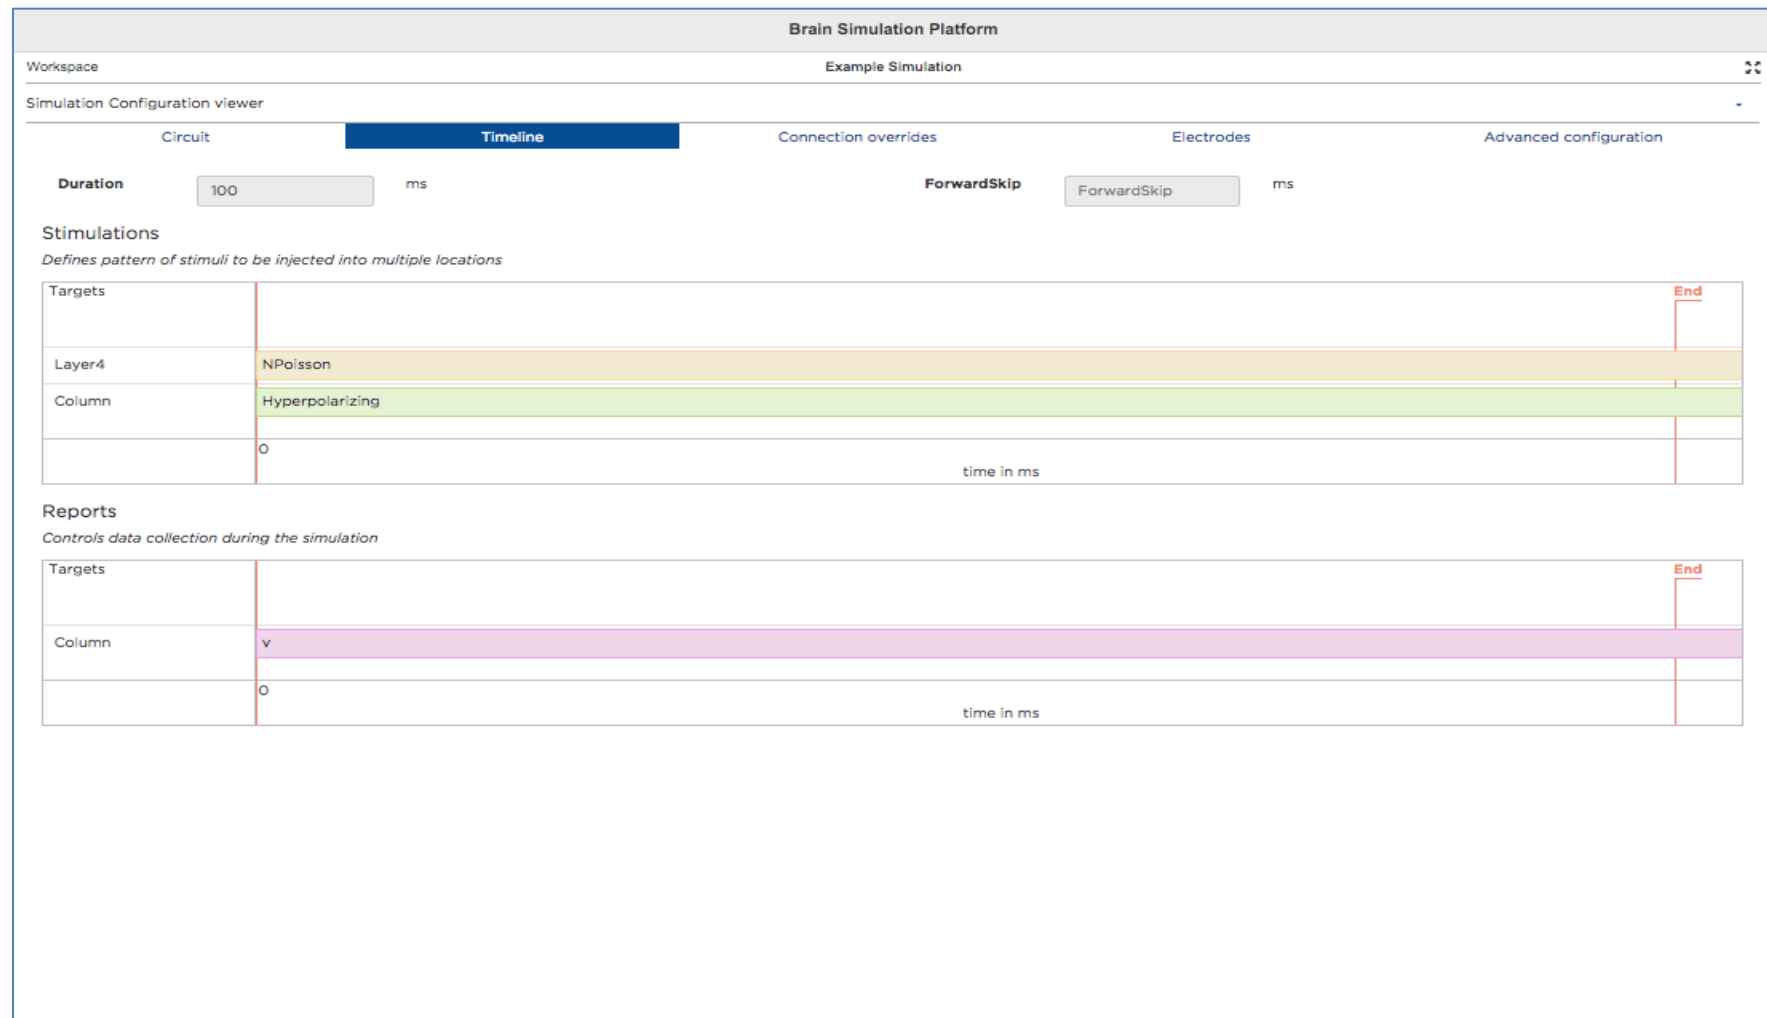 Brain Simulation Platform
Workspace Example Simulation
Simulation Configuration viewer
Circuit Timeline Connection overrides Electrodes Advanced configuration
Duration 100 ms ForwardSkip ForwardSkip ms
Stimulations
Defines pattern of stimuli to be injected into multiple locations
Targets End
Layer4 NPoisson
Column Hyperpolarizing
0
time in ms
Reports
Controls data collection during the simulation
Targets End
Column v
0
time in ms